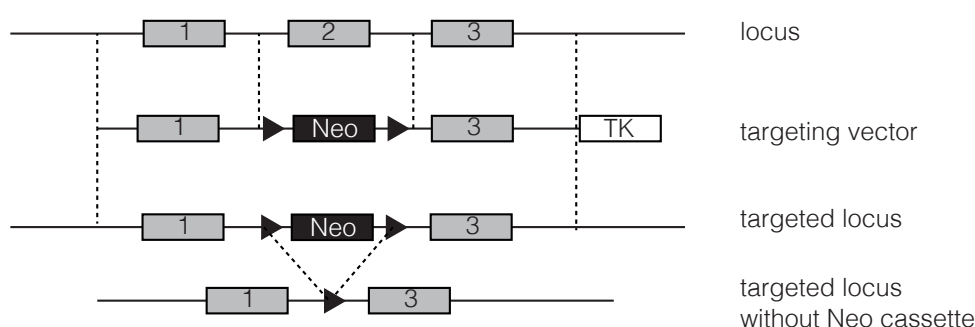 1 2 3 locus
1 Neo 3 TK targeting vector
1 Neo 3 targeted locus
1 3 targeted locus
without Neo cassette